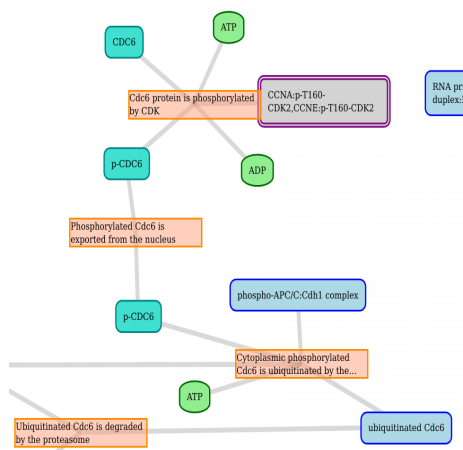 ATP
CDC6
RNA pr
duplex:
Cdc6 protein is phosphorylated
by CDK
CCNA:p-T160-
CDK2,CCNE:p-T160-CDK2
p-CDC6
ADP
Phosphorylated Cdc6 is
exported from the nucleus
phospho-APC/C:Cdh1 complex
p-CDC6
Cytoplasmic phosphorylated
Cdc6 is ubiquitinated by the...
ATP
Ubiquitinated Cdc6 is degraded
by the proteasome
ubiquitinated Cdc6